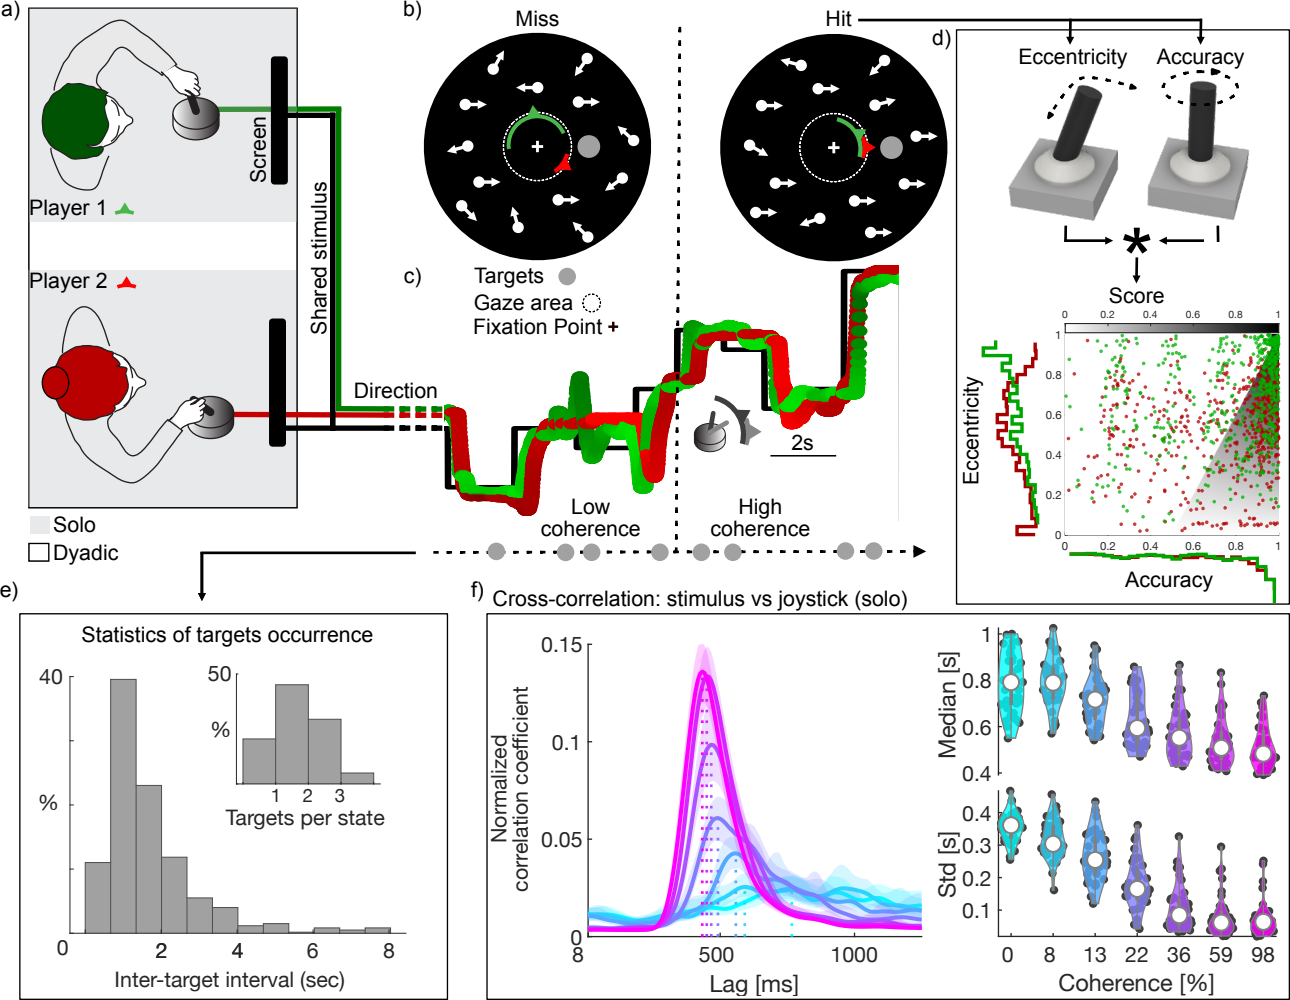 a)
Screen
Player 1
Player 2
Shared stimulus
Direction
Solo
Dyadic
b)
Miss
Hit
c)
Targets
Gaze area
Fixation Point +
2s
Low
coherence
High
coherence
d)
Eccentricity
Accuracy
*
Score
0 0.2 0.4 0.6 0.8 1
1
0.8
0.6
0.4
0.2
0
Eccentricity
0 0.2 0.4 0.6 0.8 1
Accuracy
e)
Statistics of targets occurrence
40
%
0 2 4 6 8
Inter-target interval (sec)
50
%
1 2 3
Targets per state
f)
Cross-correlation: stimulus vs joystick (solo)
0.15
0.1
0.05
0
Normalized
correlation coefficient
8 500 1000
Lag [ms]
1
0.8
0.6
0.4
Median [s]
0.4
0.3
0.2
0.1
Std [s]
0 8 13 22 36 59 98
Coherence [%]